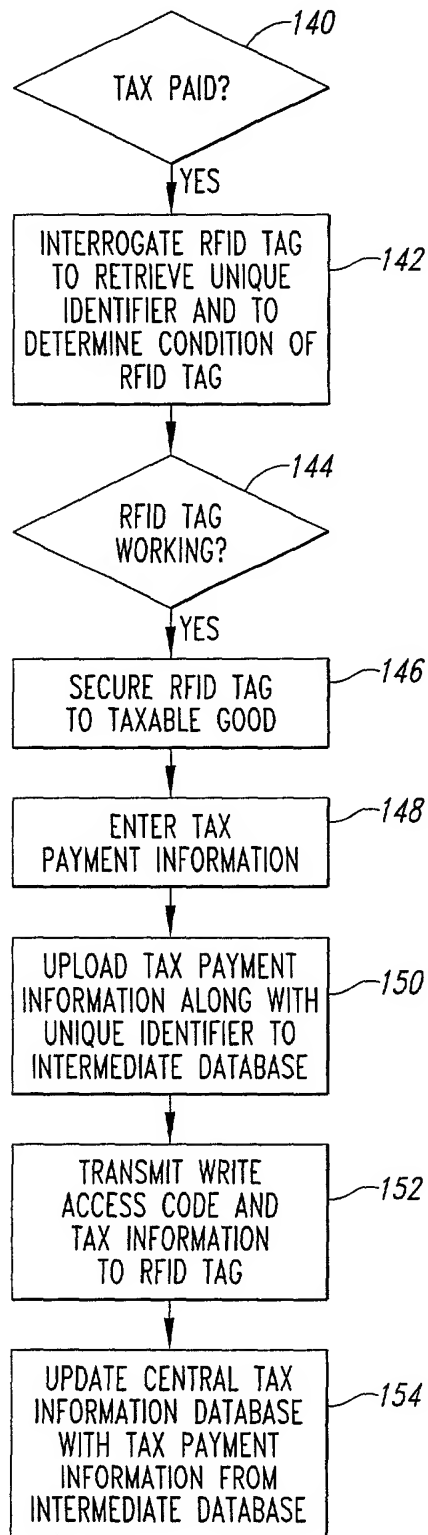 140
TAX PAID?
YES
INTERROGATE RFID TAG
TO RETRIEVE UNIQUE
IDENTIFIER AND TO
DETERMINE CONDITION OF
RFID TAG
142
144
RFID TAG
WORKING?
YES
SECURE RFID TAG
TO TAXABLE GOOD
146
ENTER TAX
PAYMENT INFORMATION
148
UPLOAD TAX PAYMENT
INFORMATION ALONG WITH
UNIQUE IDENTIFIER TO
INTERMEDIATE DATABASE
150
TRANSMIT WRITE
ACCESS CODE AND
TAX INFORMATION
TO RFID TAG
152
UPDATE CENTRAL TAX
INFORMATION DATABASE
WITH TAX PAYMENT
INFORMATION FROM
INTERMEDIATE DATABASE
154